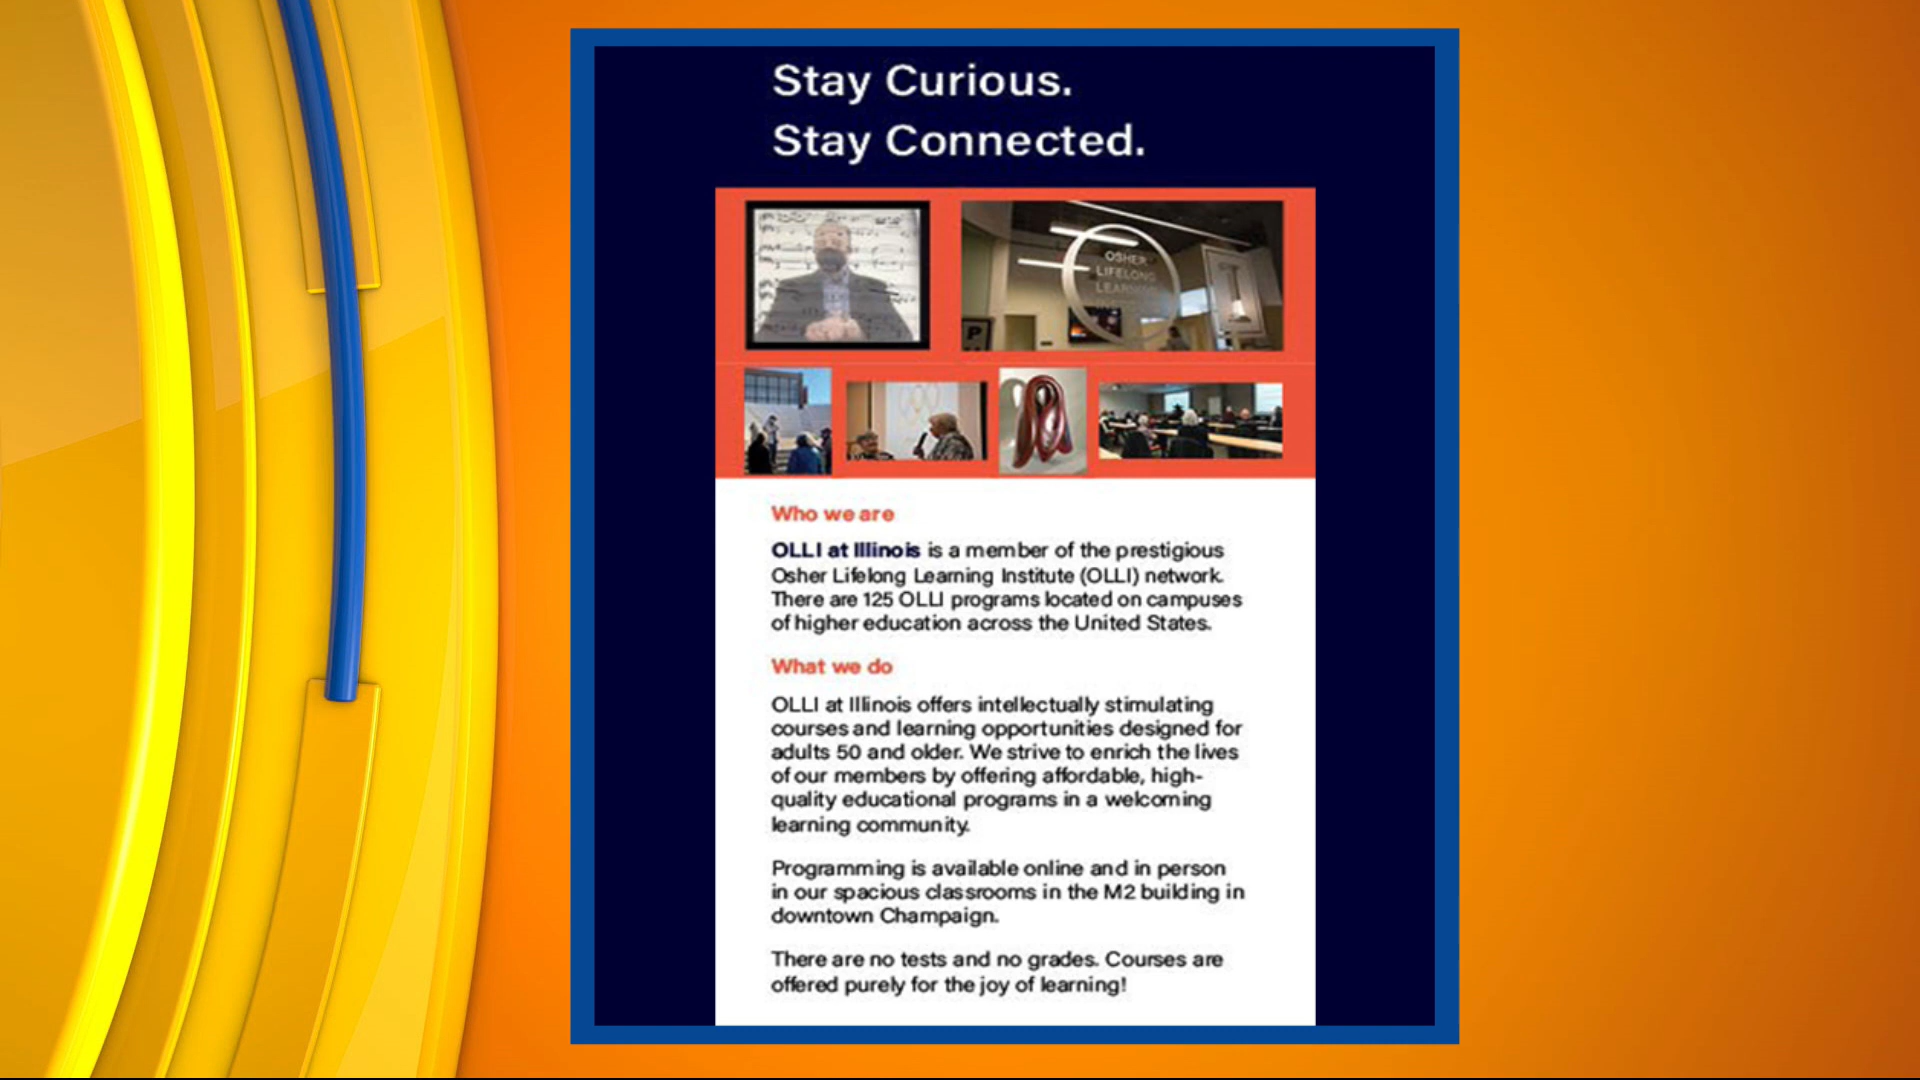 Stay Curious.
Stay Connected.
OSHER
LIFELONG
LEARNING
I
P
Who we are
OLLI at Illinois is a member of the prestigious
Osher Lifelong Learning Institute (OLLI) network.
There are 125 OLLI programs located on campuses
of higher education across the United States.
What we do
OLLI at Illinois offers intellectually stimulating
courses and learning opportunities designed for
adults 50 and older. We strive to enrich the lives
of our members by offering affordable, high-
quality educational programs in a welcoming
learning community.
Programming is available online and in person
in our spacious classrooms in the M2 building in
downtown Champaign.
There are no tests and no grades. Courses are
offered purely for the joy of learning!